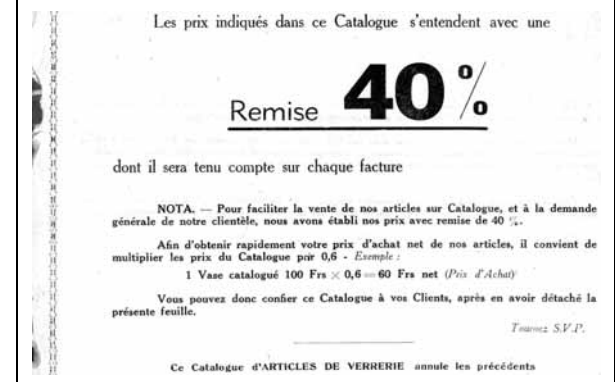 Les prix indiqués dans ce Catalogue s'entendent avec une
Remise 40%
dont il sera tenu compte sur chaque facture
NOTA. — Pour faciliter la vente de nos articles sur Catalogue, et à la demande
générale de notre clientèle, nous avons établi nos prix avec remise de 40 %.
Afin d'obtenir rapidement votre prix d'achat net de nos articles, il convient de
multiplier les prix du Catalogue par 0,6 - Exemple :
1 Vase catalogué 100 Frs × 0,6 = 60 Frs net (Prix d'Achat)
Vous pouvez donc confier ce Catalogue à vos Clients, après en avoir détaché la
présente feuille.
Tournez S.V.P.
Ce Catalogue d'ARTICLES DE VERRERIE annule les précédents